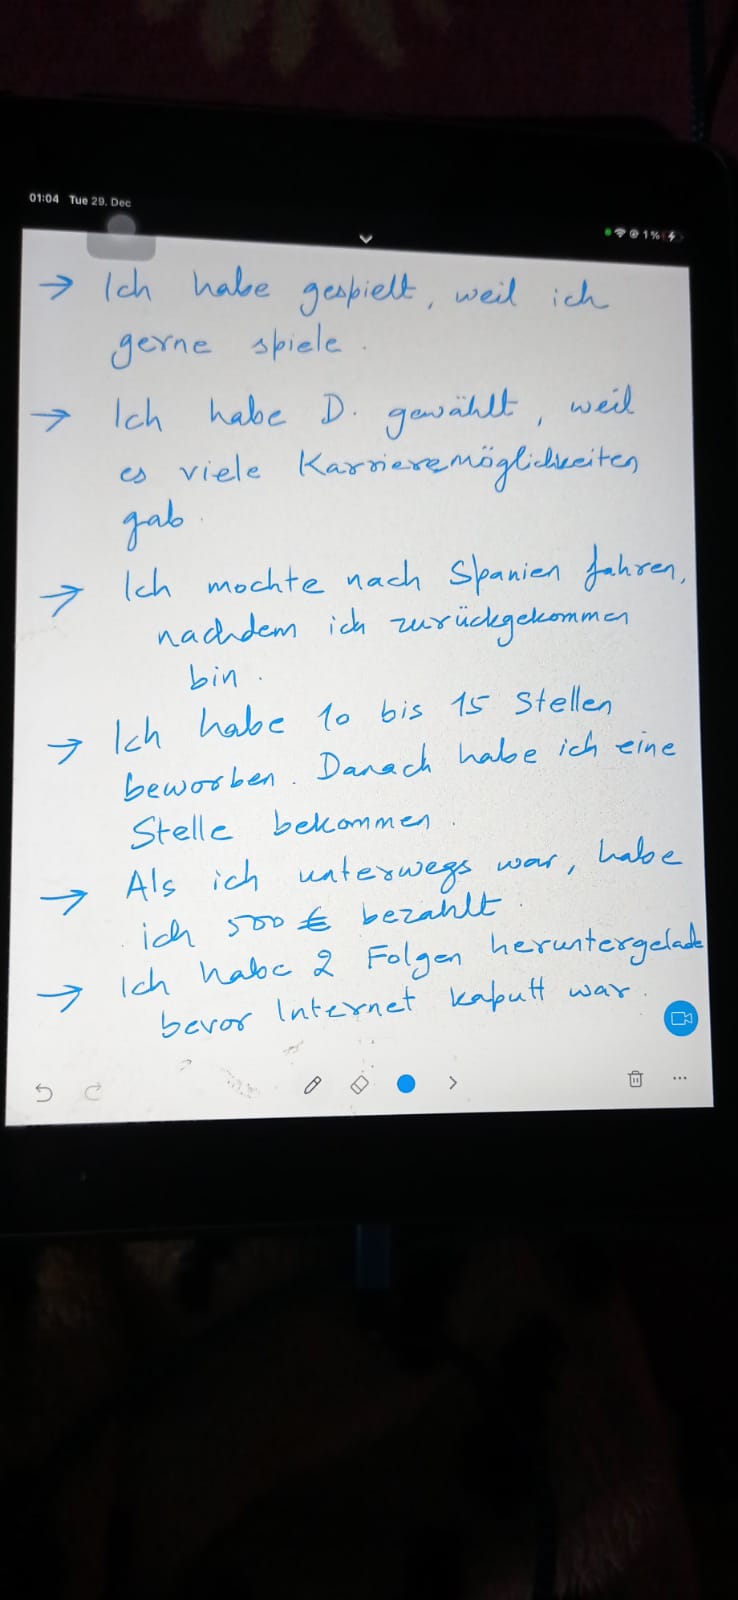 01:04 Tue 29. Dec
1%
→ Ich habe gespielt, weil ich
gerne spiele.
→ Ich habe D. gewählt, weil
es viele Karrieremöglichkeiten
gab.
→ Ich mochte nach Spanien fahren,
nachdem ich zurückgekommen
bin.
→ Ich habe 10 bis 15 Stellen
beworben. Danach habe ich eine
Stelle bekommen.
→ Als ich unterwegs war, habe
ich 500 € bezahlt.
→ Ich habe 2 Folgen heruntergelade
bevor Internet kaputt war.